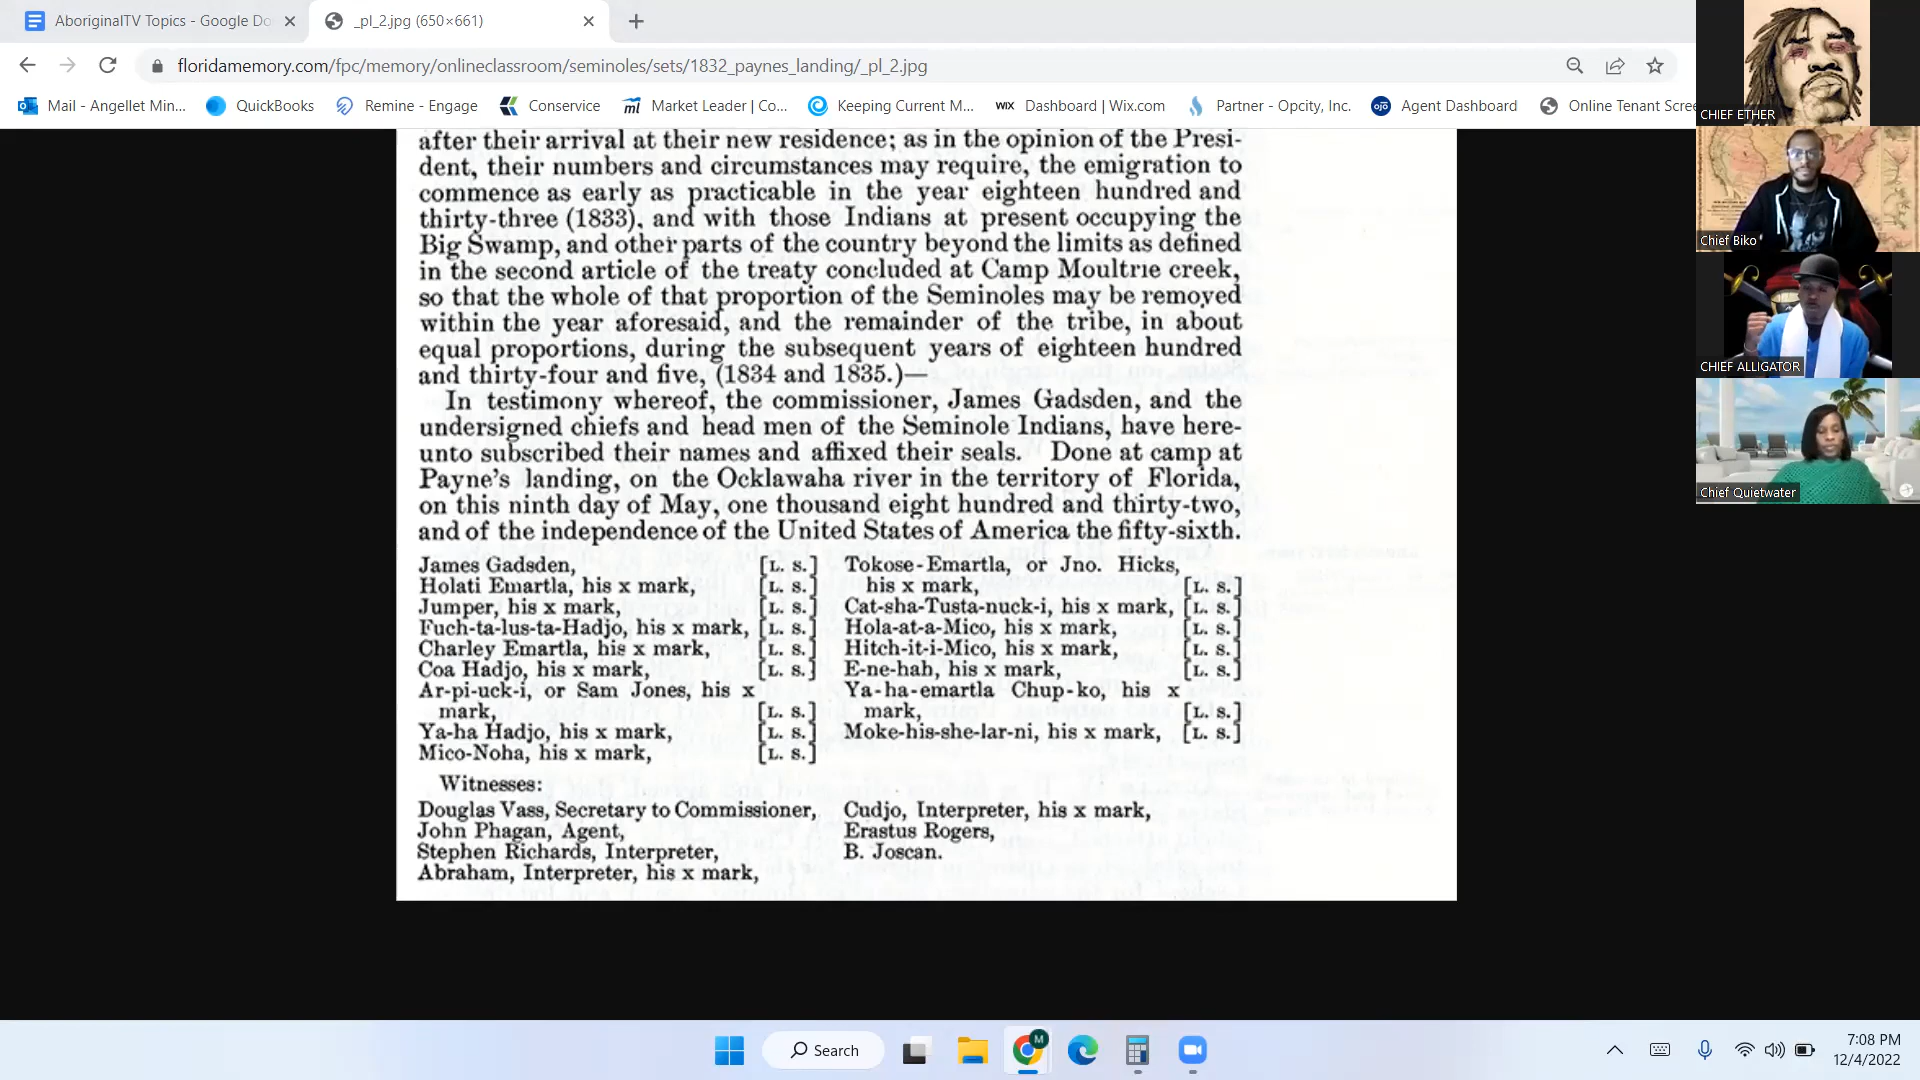 AboriginalTV Topics - Google Do
_pl_2.jpg (650×661)
floridamemory.com/fpc/memory/onlineclassroom/seminoles/sets/1832_paynes_landing/_pl_2.jpg
Mail - Angellet Min...
QuickBooks
Remine - Engage
Conservice
ml
Market Leader | Co...
Keeping Current M...
WIX
Dashboard | Wix.com
Partner - Opcity, Inc.
ojo
Agent Dashboard
Online Tenant Scre
CHIEF ETHER
Chief Biko
CHIEF ALLIGATOR
Chief Quietwater
after their arrival at their new residence; as in the opinion of the Presi-
dent, their numbers and circumstances may require, the emigration to
commence as early as practicable in the year eighteen hundred and
thirty-three (1833), and with those Indians at present occupying the
Big Swamp, and other parts of the country beyond the limits as defined
in the second article of the treaty concluded at Camp Moultrie creek,
so that the whole of that proportion of the Seminoles may be removed
within the year aforesaid, and the remainder of the tribe, in about
equal proportions, during the subsequent years of eighteen hundred
and thirty-four and five, (1834 and 1835.)—
In testimony whereof, the commissioner, James Gadsden, and the
undersigned chiefs and head men of the Seminole Indians, have here-
unto subscribed their names and affixed their seals. Done at camp at
Payne's landing, on the Ocklawaha river in the territory of Florida,
on this ninth day of May, one thousand eight hundred and thirty-two,
and of the independence of the United States of America the fifty-sixth.
James Gadsden, [L. S.]
Holati Emartla, his x mark, [L. S.]
Jumper, his x mark, [L. S.]
Fuch-ta-lus-ta-Hadjo, his x mark, [L. S.]
Charley Emartla, his x mark, [L. S.]
Coa Hadjo, his x mark, [L. S.]
Ar-pi-uck-i, or Sam Jones, his x
mark, [L. S.]
Ya-ha Hadjo, his x mark, [L. S.]
Mico-Noha, his x mark, [L. S.]
Tokose-Emartla, or Jno. Hicks,
his x mark, [L. S.]
Cat-sha-Tusta-nuck-i, his x mark, [L. S.]
Hola-at-a-Mico, his x mark, [L. S.]
Hitch-it-i-Mico, his x mark, [L. S.]
E-ne-hah, his x mark, [L. S.]
Ya-ha-emartla Chup-ko, his x
mark, [L. S.]
Moke-his-she-lar-ni, his x mark, [L. S.]
Witnesses:
Douglas Vass, Secretary to Commissioner,
John Phagan, Agent,
Stephen Richards, Interpreter,
Abraham, Interpreter, his x mark,
Cudjo, Interpreter, his x mark,
Erastus Rogers,
B. Joscan.
Search
M
7:08 PM
12/4/2022